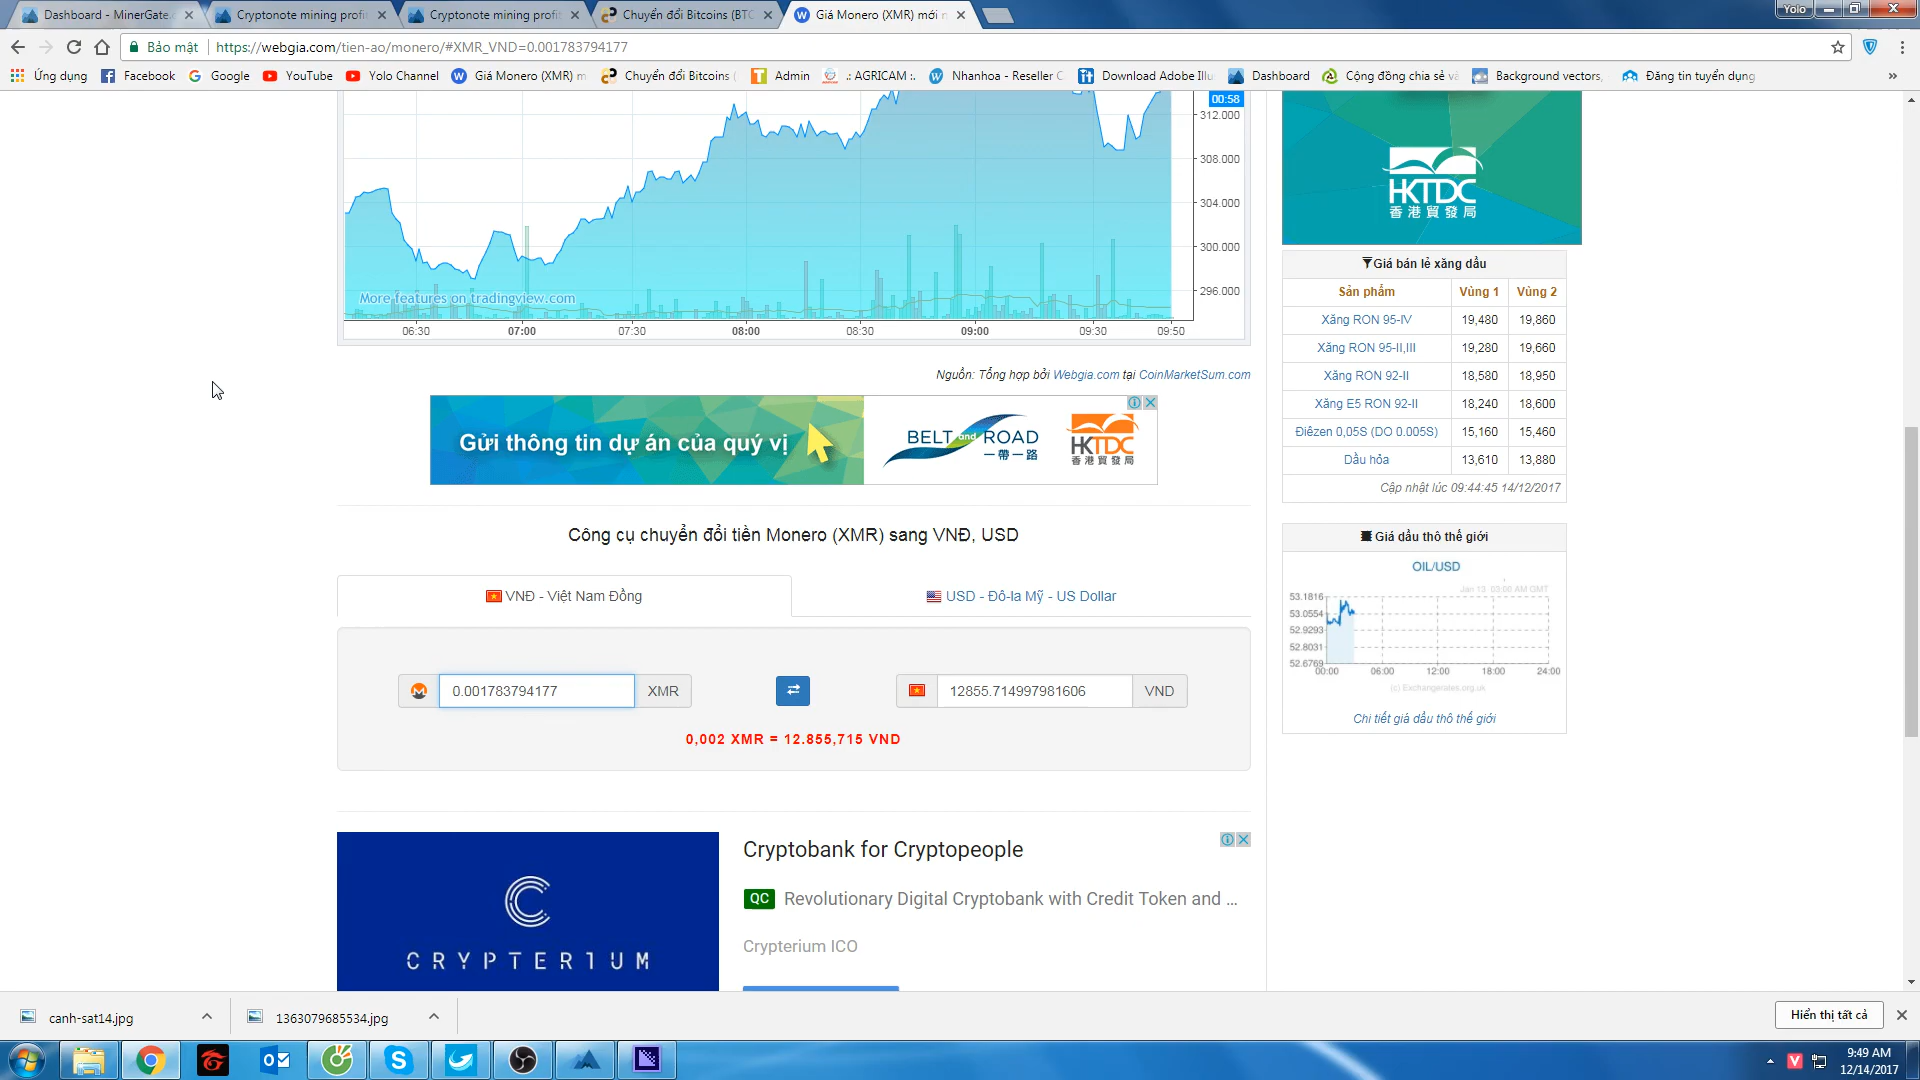 Dashboard - MinerGate.
Cryptonote mining profi
Cryptonote mining profi
Chuyển đổi Bitcoins (BTC
Giá Monero (XMR) mới n
Yolo
Bảo mật
https://webgia.com/tien-ao/monero/#XMR_VND=0.001783794177
Ứng dụng
Facebook
Google
YouTube
Yolo Channel
Giá Monero (XMR) m
Chuyển đổi Bitcoins (
Admin
.: AGRICAM :.
Nhanhoa - Reseller C
Download Adobe Illu
Dashboard
Cộng đồng chia sẻ và
Background vectors,
Đăng tin tuyển dụng
»
00:58
312.000
308.000
304.000
300.000
296.000
More features on tradingview.com
06:30 07:00 07:30 08:00 08:30 09:00 09:30 09:50
Nguồn: Tổng hợp bởi Webgia.com tại CoinMarketSum.com
Gửi thông tin dự án của quý vị
BELT and ROAD
一帶一路
HKTDC
香港貿發局
Công cụ chuyển đổi tiền Monero (XMR) sang VNĐ, USD
VNĐ - Việt Nam Đồng
USD - Đô-la Mỹ - US Dollar
0.001783794177 XMR
12855.714997981606 VND
0,002 XMR = 12.855,715 VND
CRYPTERIUM
Cryptobank for Cryptopeople
QC Revolutionary Digital Cryptobank with Credit Token and ...
Crypterium ICO
HKTDC
香港貿發局
Giá bán lẻ xăng dầu
Sản phẩm Vùng 1 Vùng 2
Xăng RON 95-IV 19,480 19,860
Xăng RON 95-II,III 19,280 19,660
Xăng RON 92-II 18,580 18,950
Xăng E5 RON 92-II 18,240 18,600
Điêzen 0,05S (DO 0.005S) 15,160 15,460
Dầu hỏa 13,610 13,880
Cập nhật lúc 09:44:45 14/12/2017
Giá dầu thô thế giới
OIL/USD
Jan 13 03:00 AM GMT
53.1816
53.0554
52.9293
52.8031
52.6769
00:00 06:00 12:00 18:00 24:00
(c) Exchangerates.org.uk
Chi tiết giá dầu thô thế giới
canh-sat14.jpg
1363079685534.jpg
Hiển thị tất cả
9:49 AM
12/14/2017